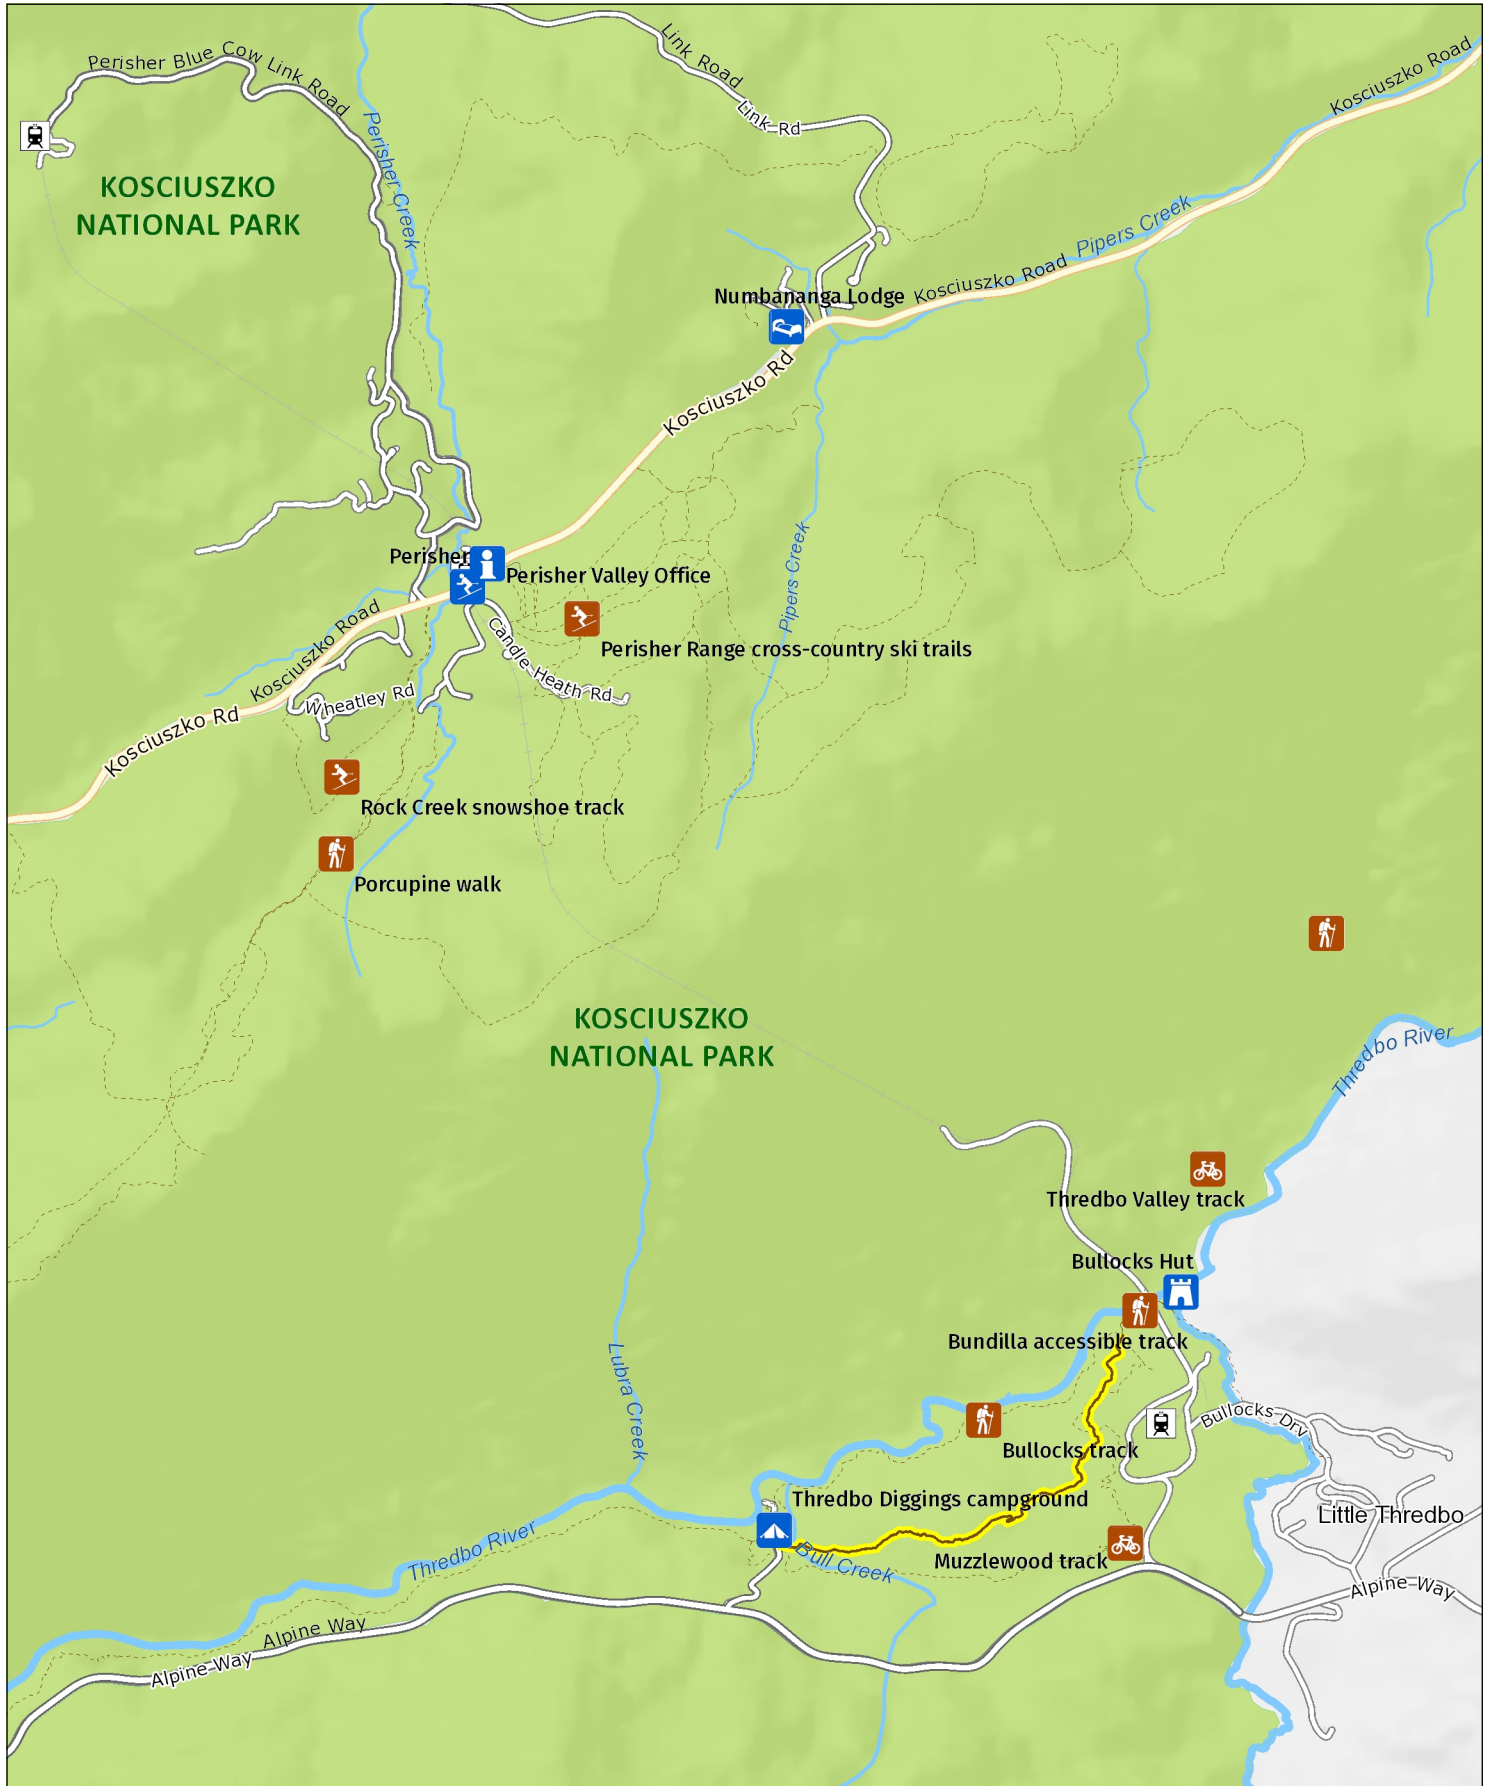 Perisher Blue Cow Link Road
Link Road
Link Rd
Kosciuszko Road
Perisher Creek
KOSCIUSZKO
NATIONAL PARK
Pipers Creek
Kosciuszko Road
Numbananga Lodge
Kosciuszko Rd
Pipers Creek
Perisher
Perisher Valley Office
Kosciuszko Road
Candle Heath Rd
Perisher Range cross-country ski trails
Wheatley Rd
Kosciuszko Rd
Rock Creek snowshoe track
Porcupine walk
KOSCIUSZKO
NATIONAL PARK
Thredbo River
Thredbo Valley track
Bullocks Hut
Bundilla accessible track
Lubra Creek
Bullocks Drv
Bullocks track
Thredbo Diggings campground
Little Thredbo
Thredbo River
Bull Creek
Muzzlewood track
Alpine Way
Alpine Way
Alpine Way